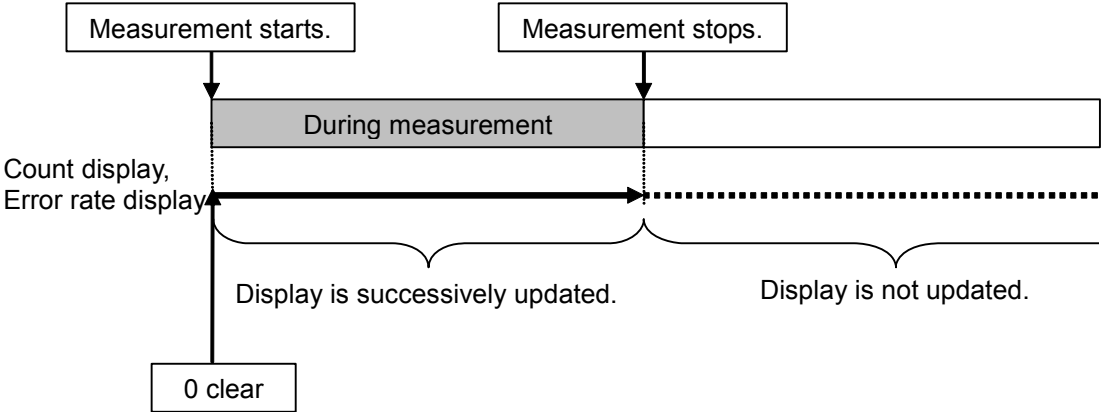 Measurement starts.
Measurement stops.
During measurement
Count display,
Error rate display
Display is successively updated.
Display is not updated.
0 clear